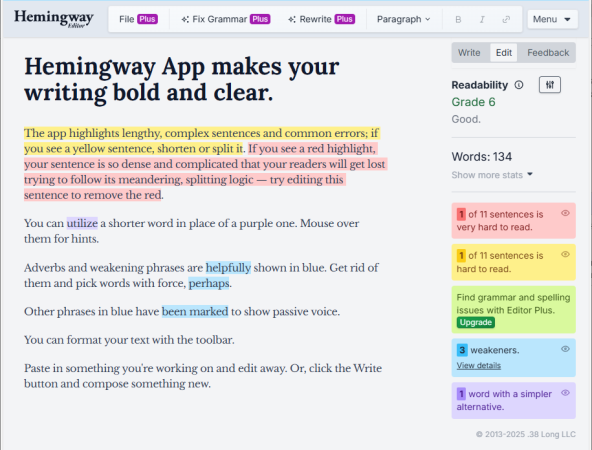 Hemingway
Editor
File Plus
Fix Grammar Plus
Rewrite Plus
Paragraph
B I
Menu
Hemingway App makes your
writing bold and clear.
The app highlights lengthy, complex sentences and common errors; if
you see a yellow sentence, shorten or split it. If you see a red highlight,
your sentence is so dense and complicated that your readers will get lost
trying to follow its meandering, splitting logic — try editing this
sentence to remove the red.
You can utilize a shorter word in place of a purple one. Mouse over
them for hints.
Adverbs and weakening phrases are helpfully shown in blue. Get rid of
them and pick words with force, perhaps.
Other phrases in blue have been marked to show passive voice.
You can format your text with the toolbar.
Paste in something you're working on and edit away. Or, click the Write
button and compose something new.
Write Edit Feedback
Readability
Grade 6
Good.
Words: 134
Show more stats
1 of 11 sentences is
very hard to read.
1 of 11 sentences is
hard to read.
Find grammar and spelling
issues with Editor Plus.
Upgrade
3 weakeners.
View details
1 word with a simpler
alternative.
© 2013-2025 .38 Long LLC